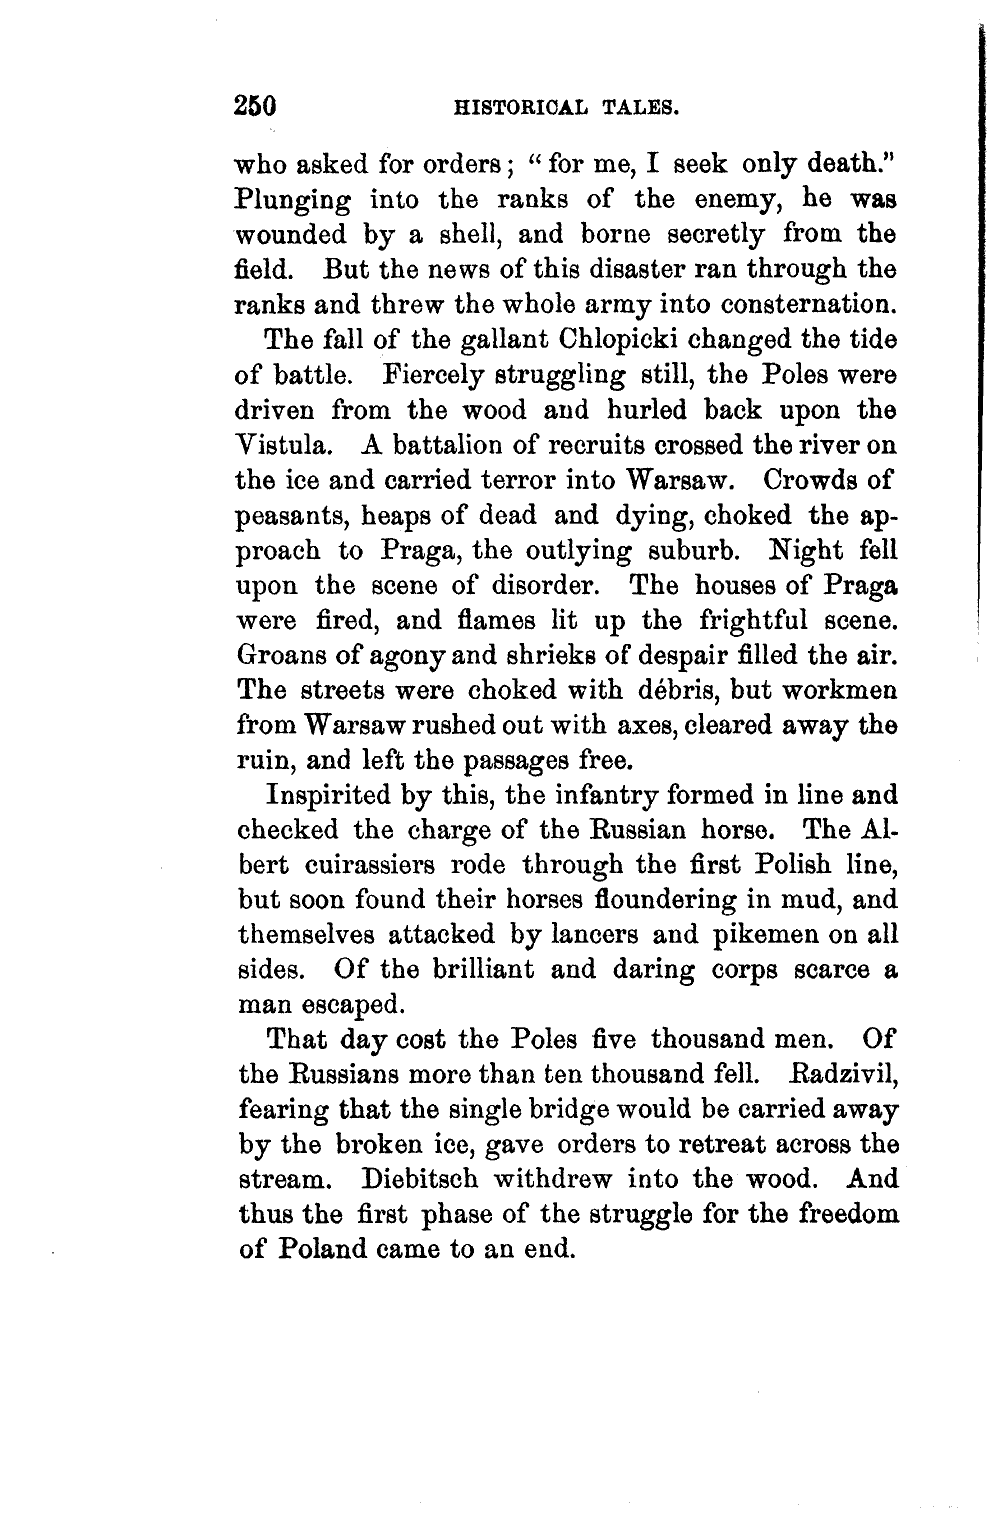 250 HISTORICAL TALES.
who asked for orders; “ for me, I seek only death.”
Plunging into the ranks of the enemy, he was
wounded by a shell, and borne secretly from the
field. But the news of this disaster ran through the
ranks and threw the whole army into consternation.
The fall of the gallant Chlopicki changed the tide
of battle. Fiercely struggling still, the Poles were
driven from the wood and hurled back upon the
Vistula. A battalion of recruits crossed the river on
the ice and carried terror into Warsaw. Crowds of
peasants, heaps of dead and dying, choked the ap-
proach to Praga, the outlying suburb. Night fell
upon the scene of disorder. The houses of Praga
were fired, and flames lit up the frightful scene.
Groans of agony and shrieks of despair filled the air.
The streets were choked with débris, but workmen
from Warsaw rushed out with axes, cleared away the
ruin, and left the passages free.
Inspirited by this, the infantry formed in line and
checked the charge of the Russian horse. The Al-
bert cuirassiers rode through the first Polish line,
but soon found their horses floundering in mud, and
themselves attacked by lancers and pikemen on all
sides. Of the brilliant and daring corps scarce a
man escaped.
That day cost the Poles five thousand men. Of
the Russians more than ten thousand fell. Radzivil,
fearing that the single bridge would be carried away
by the broken ice, gave orders to retreat across the
stream. Diebitsch withdrew into the wood. And
thus the first phase of the struggle for the freedom
of Poland came to an end.